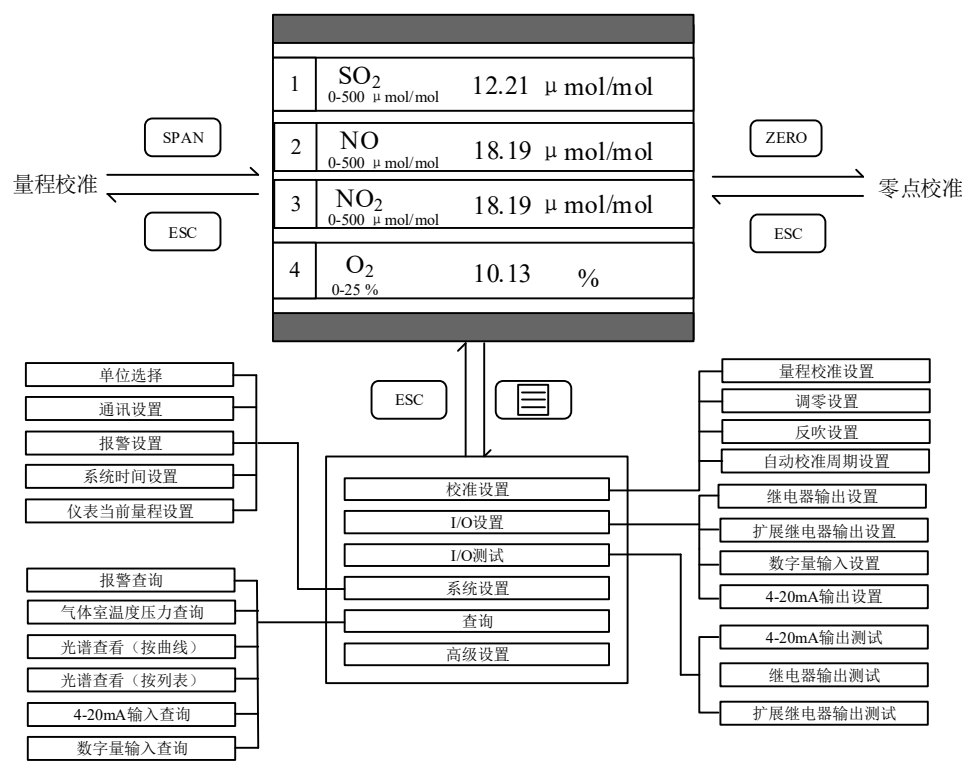 1
SO2
0-500 μmol/mol
12.21 μmol/mol
2
NO
0-500 μmol/mol
18.19 μmol/mol
3
NO2
0-500 μmol/mol
18.19 μmol/mol
4
O2
0-25 %
10.13 %
SPAN
量程校准
ESC
ZERO
零点校准
ESC
ESC
单位选择
通讯设置
报警设置
系统时间设置
仪表当前量程设置
报警查询
气体室温度压力查询
光谱查看（按曲线）
光谱查看（按列表）
4-20mA输入查询
数字量输入查询
校准设置
I/O设置
I/O测试
系统设置
查询
高级设置
量程校准设置
调零设置
反吹设置
自动校准周期设置
继电器输出设置
扩展继电器输出设置
数字量输入设置
4-20mA输出设置
4-20mA输出测试
继电器输出测试
扩展继电器输出测试